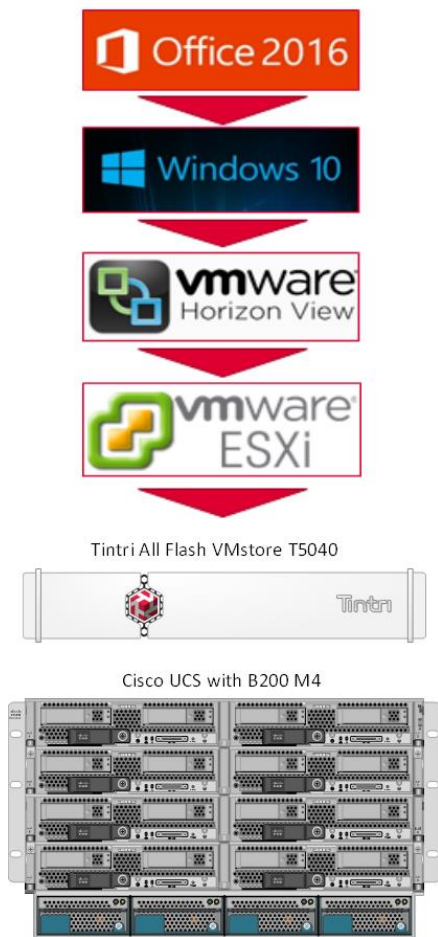 Office 2016
Windows 10
vmware®
Horizon View
vmware®
ESXi
Tintri All Flash VMstore T5040
Tintri
Cisco UCS with B200 M4